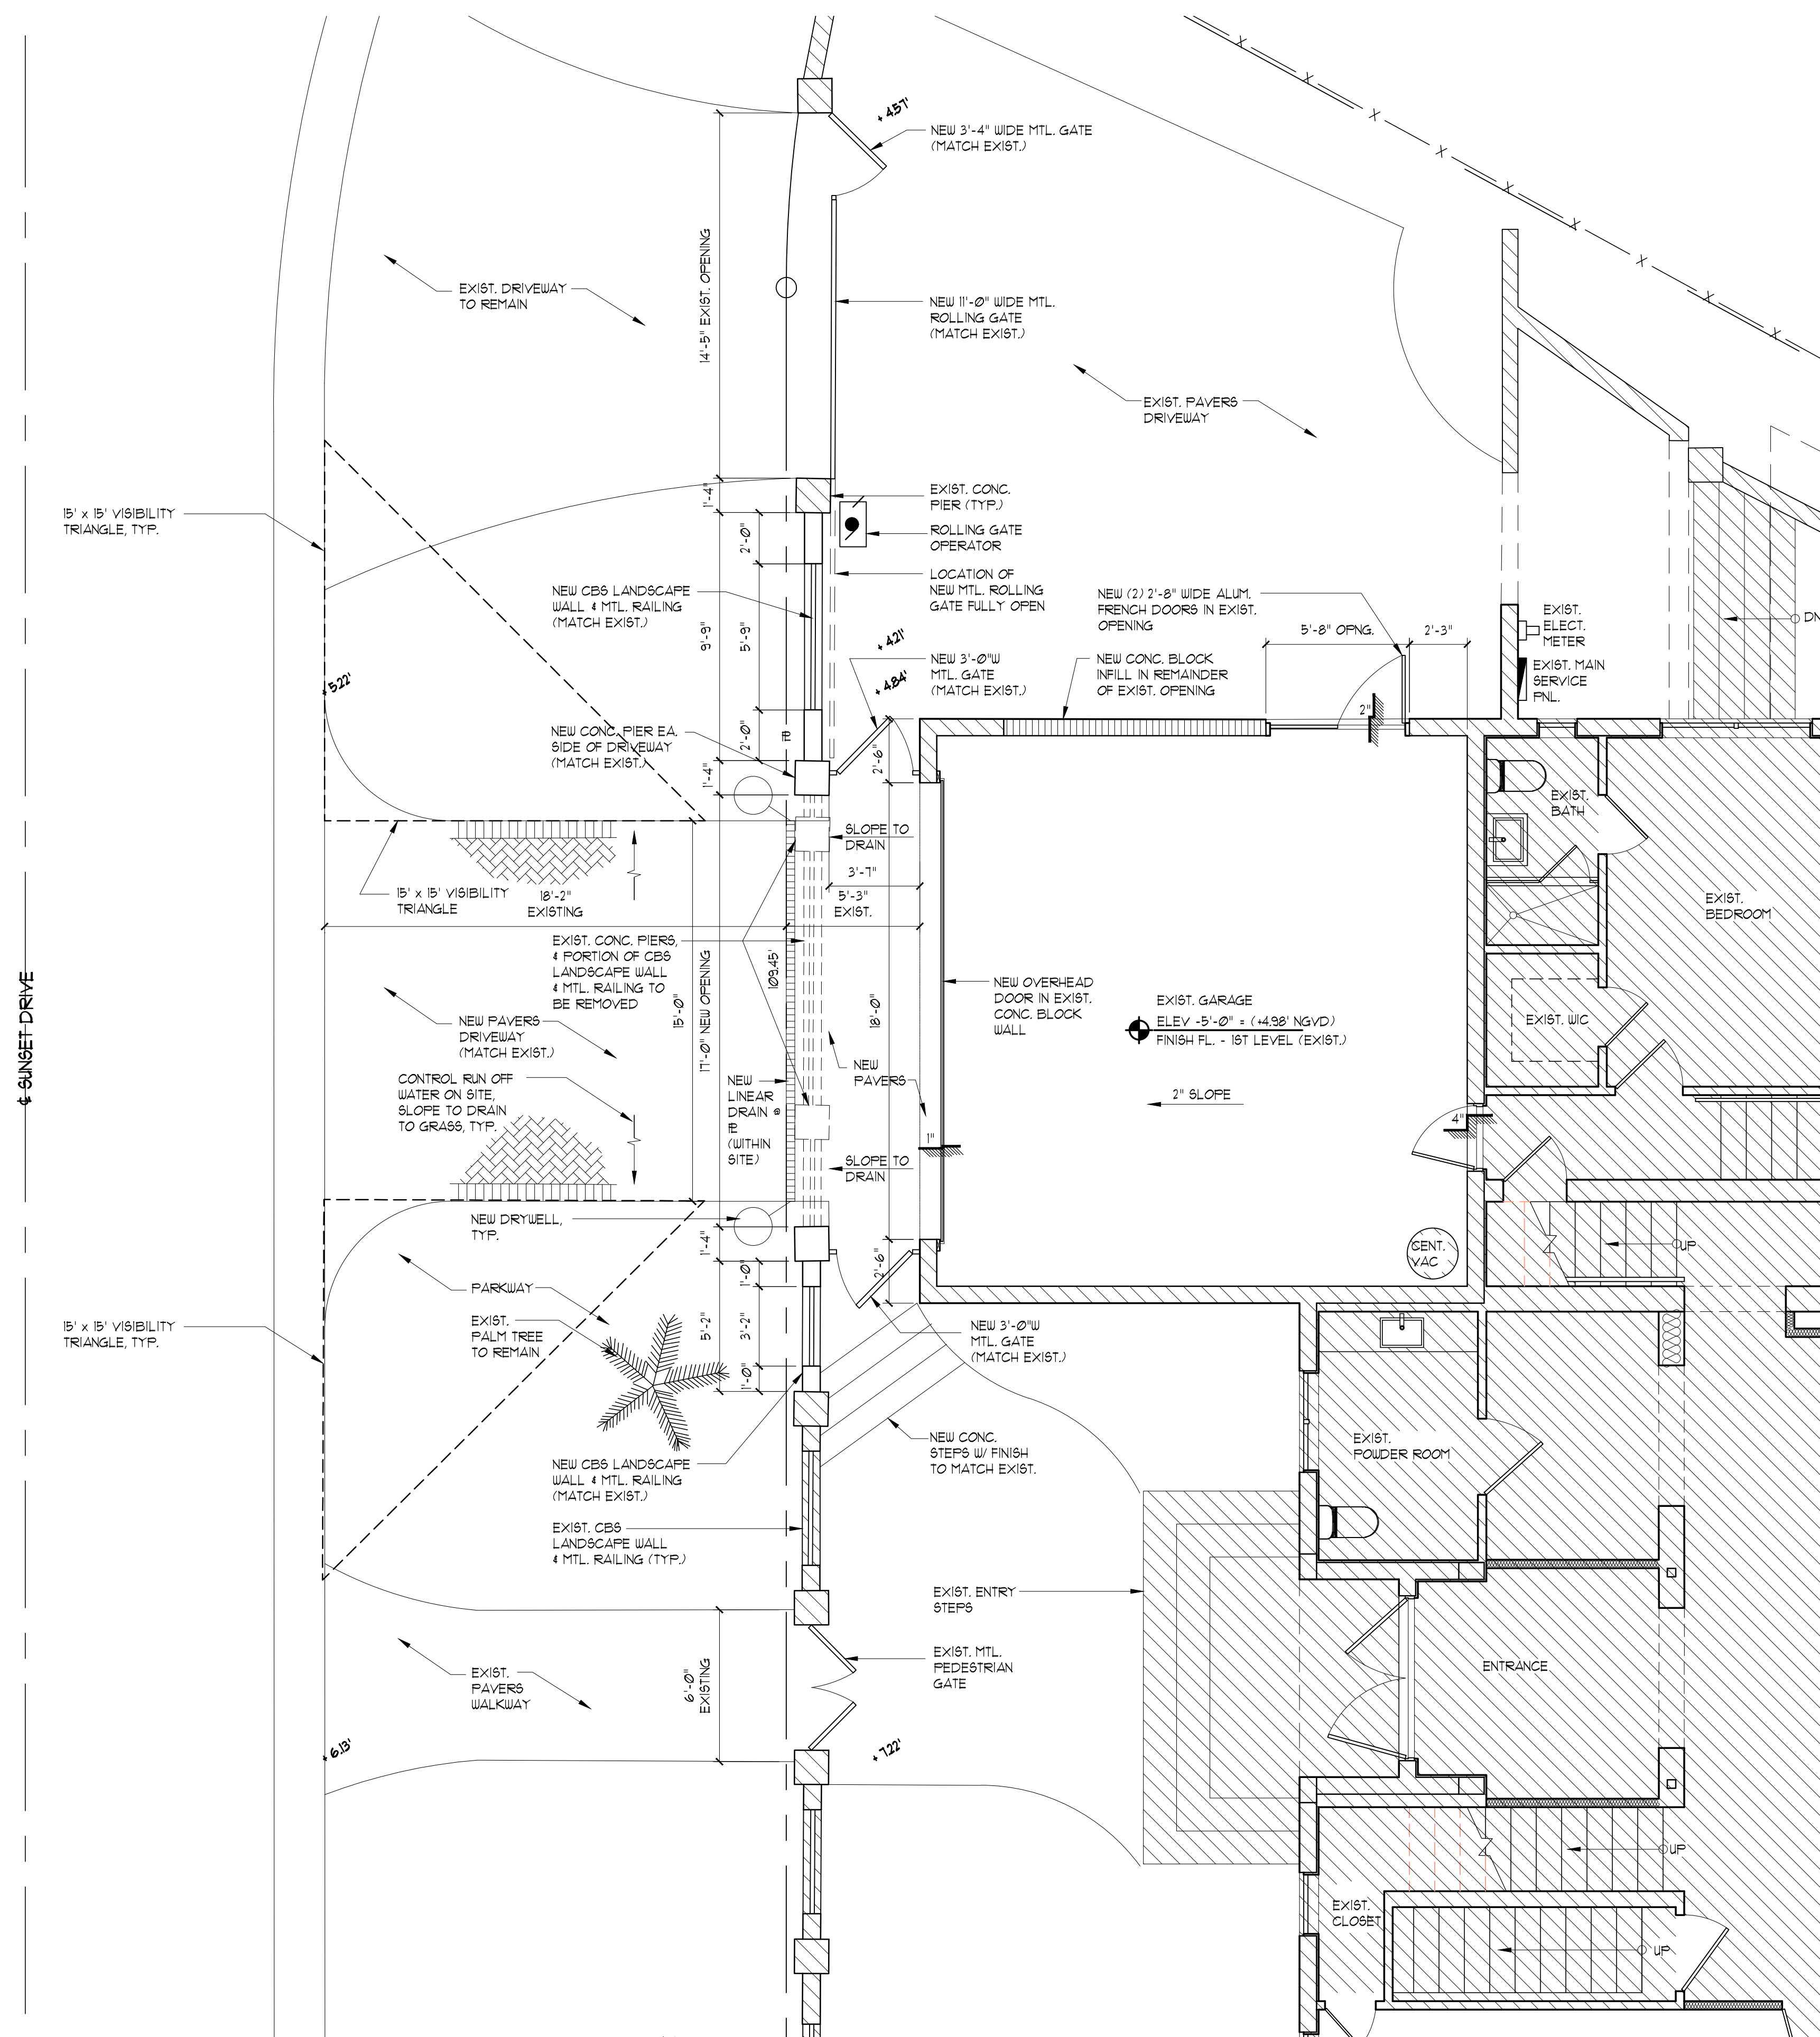 + 4.57'
NEW 3'-4" WIDE MTL. GATE
(MATCH EXIST.)
EXIST. DRIVEWAY
TO REMAIN
14'-5" EXIST. OPENING
NEW 11'-0" WIDE MTL.
ROLLING GATE
(MATCH EXIST.)
EXIST. PAVERS
DRIVEWAY
15' x 15' VISIBILITY
TRIANGLE, TYP.
1'-4"
EXIST. CONC.
PIER (TYP.)
ROLLING GATE
OPERATOR
2'-0"
LOCATION OF
NEW MTL. ROLLING
GATE FULLY OPEN
NEW CBS LANDSCAPE
WALL & MTL. RAILING
(MATCH EXIST.)
9'-9"
5'-9"
NEW (2) 2'-8" WIDE ALUM.
FRENCH DOORS IN EXIST.
OPENING
5'-8" OPNG.
2'-3"
EXIST.
ELECT.
METER
DN
+ 4.21'
NEW 3'-0"W
MTL. GATE
(MATCH EXIST.)
+ 4.84'
NEW CONC. BLOCK
INFILL IN REMAINDER
OF EXIST. OPENING
EXIST. MAIN
SERVICE
PNL.
+ 5.22'
2"
NEW CONC. PIER EA.
SIDE OF DRIVEWAY
(MATCH EXIST.)
2'-0"
PL
2'-6"
1'-4"
EXIST.
BATH
SLOPE TO
DRAIN
15' x 15' VISIBILITY
TRIANGLE
18'-2"
EXISTING
3'-7"
5'-3"
EXIST.
EXIST.
BEDROOM
EXIST. CONC. PIERS,
& PORTION OF CBS
LANDSCAPE WALL
& MTL. RAILING TO
BE REMOVED
15'-0"
17'-0" NEW OPENING
109.45'
18'-0"
NEW OVERHEAD
DOOR IN EXIST.
CONC. BLOCK
WALL
EXIST. GARAGE
ELEV -5'-0" = (+4.98' NGVD)
FINISH FL. - 1ST LEVEL (EXIST.)
EXIST. WIC
℄ SUNSET DRIVE
NEW PAVERS
DRIVEWAY
(MATCH EXIST.)
CONTROL RUN OFF
WATER ON SITE,
SLOPE TO DRAIN
TO GRASS, TYP.
NEW
LINEAR
DRAIN @
PL
(WITHIN
SITE)
NEW
PAVERS
2" SLOPE
1"
4"
SLOPE TO
DRAIN
NEW DRYWELL,
TYP.
1'-4"
2'-6"
CENT.
VAC
UP
PARKWAY
1'-0"
15' x 15' VISIBILITY
TRIANGLE, TYP.
EXIST.
PALM TREE
TO REMAIN
5'-2"
3'-2"
1'-0"
NEW 3'-0"W
MTL. GATE
(MATCH EXIST.)
NEW CONC.
STEPS W/ FINISH
TO MATCH EXIST.
EXIST.
POWDER ROOM
NEW CBS LANDSCAPE
WALL & MTL. RAILING
(MATCH EXIST.)
EXIST. CBS
LANDSCAPE WALL
& MTL. RAILING (TYP.)
EXIST. ENTRY
STEPS
EXIST. MTL.
PEDESTRIAN
GATE
ENTRANCE
EXIST.
PAVERS
WALKWAY
6'-0"
EXISTING
+ 6.13'
+ 7.22'
UP
EXIST.
CLOSET
UP